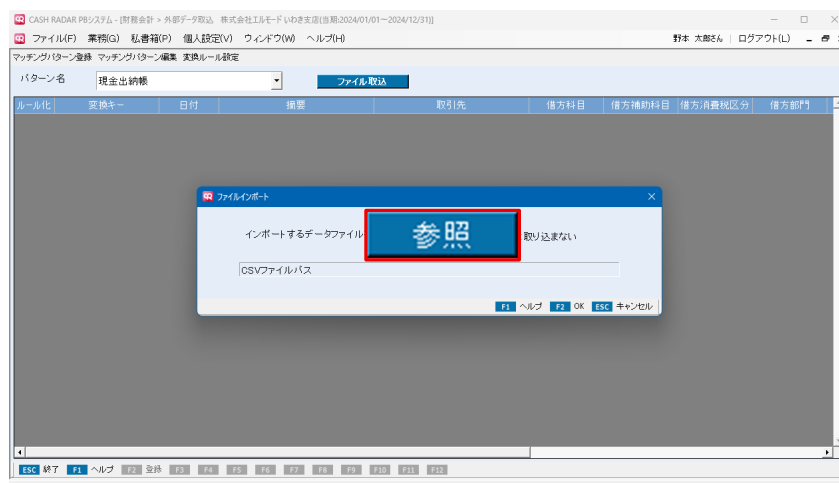 CASH RADAR PBシステム - [財務会計 > 外部データ取込 株式会社エルモード いわき支店(当期:2024/01/01～2024/12/31)]
ファイル(F) 業務(G) 私書箱(P) 個人設定(V) ウィンドウ(W) ヘルプ(H) 野本 太郎さん | ログアウト(L)
マッチングパターン登録 マッチングパターン編集 変換ルール設定
パターン名 現金出納帳 ファイル取込
ルール化 変換キー 日付 摘要 取引先 借方科目 借方補助科目 借方消費税区分 借方部門
ファイルインポート
インポートするデータファイル 参照 取り込まない
CSVファイルパス
F1 ヘルプ F2 OK ESC キャンセル
ESC 終了 F1 ヘルプ F2 登録 F3 F4 F5 F6 F7 F8 F9 F10 F11 F12